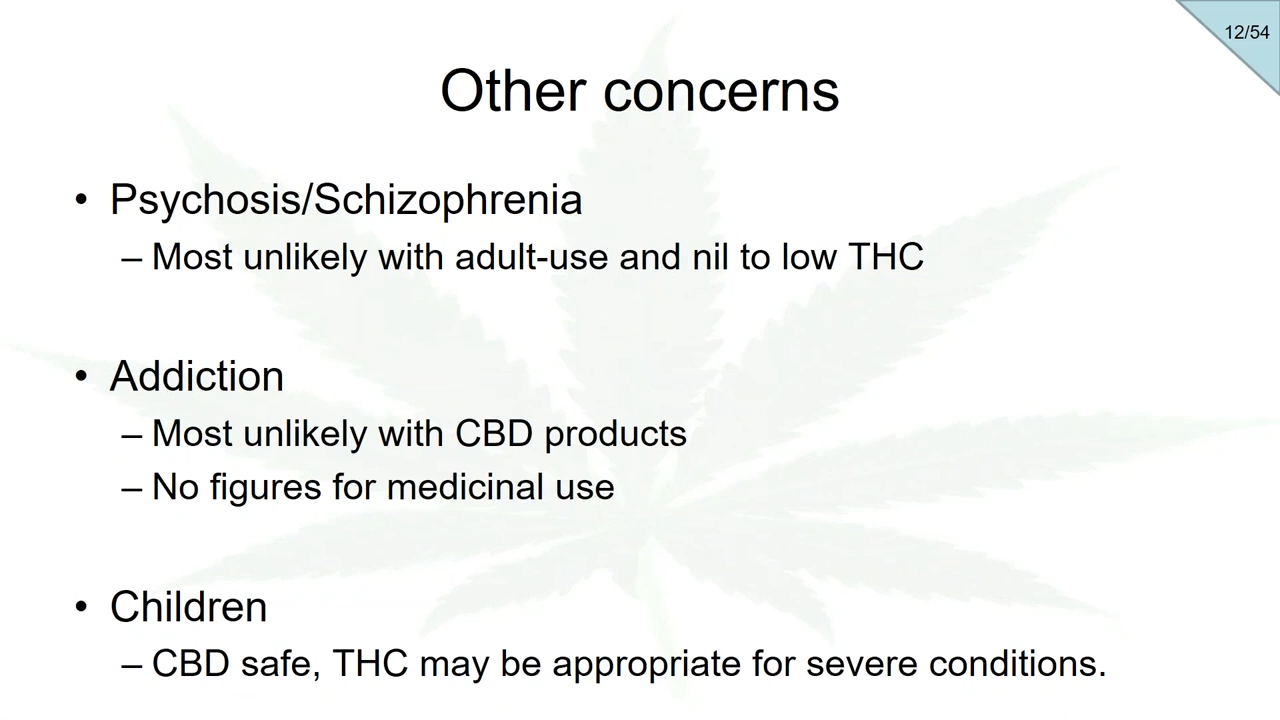 12/54
Other concerns
• Psychosis/Schizophrenia
– Most unlikely with adult-use and nil to low THC
• Addiction
– Most unlikely with CBD products
– No figures for medicinal use
• Children
– CBD safe, THC may be appropriate for severe conditions.